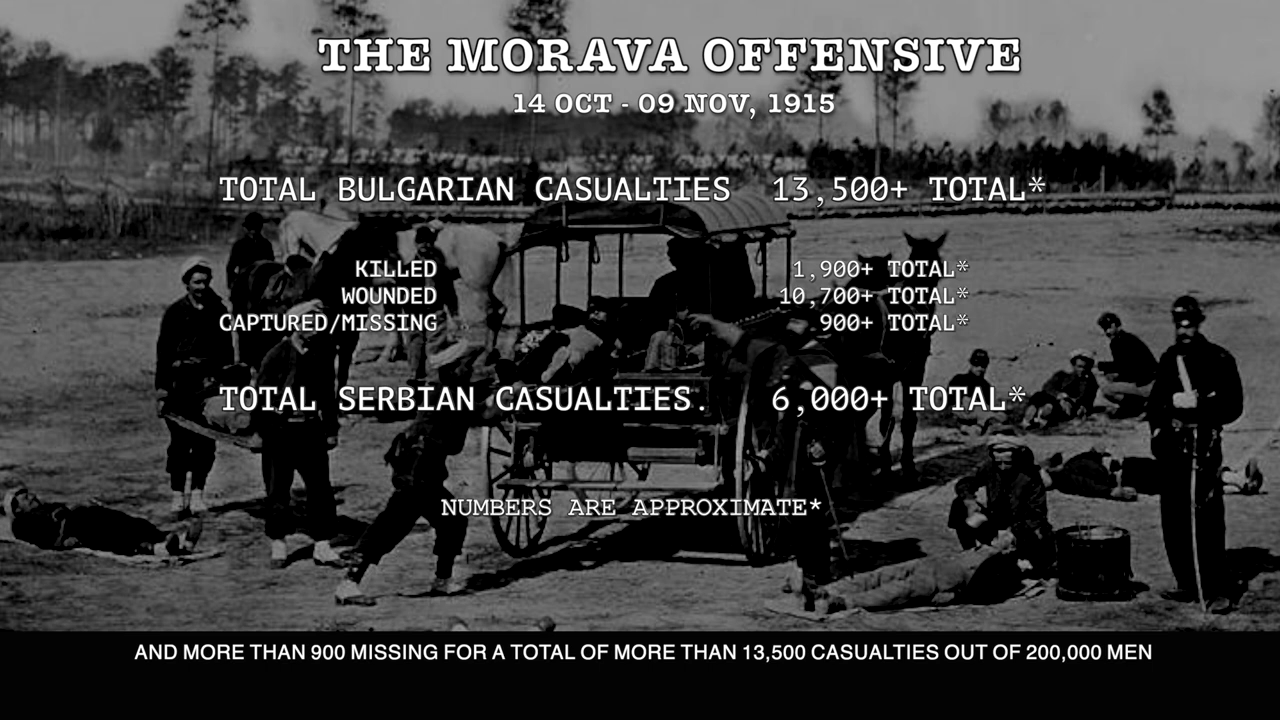 THE MORAVA OFFENSIVE
14 OCT - 09 NOV, 1915
TOTAL BULGARIAN CASUALTIES 13,500+ TOTAL*
KILLED 1,900+ TOTAL*
WOUNDED 10,700+ TOTAL*
CAPTURED/MISSING 900+ TOTAL*
TOTAL SERBIAN CASUALTIES. 6,000+ TOTAL*
NUMBERS ARE APPROXIMATE*
AND MORE THAN 900 MISSING FOR A TOTAL OF MORE THAN 13,500 CASUALTIES OUT OF 200,000 MEN